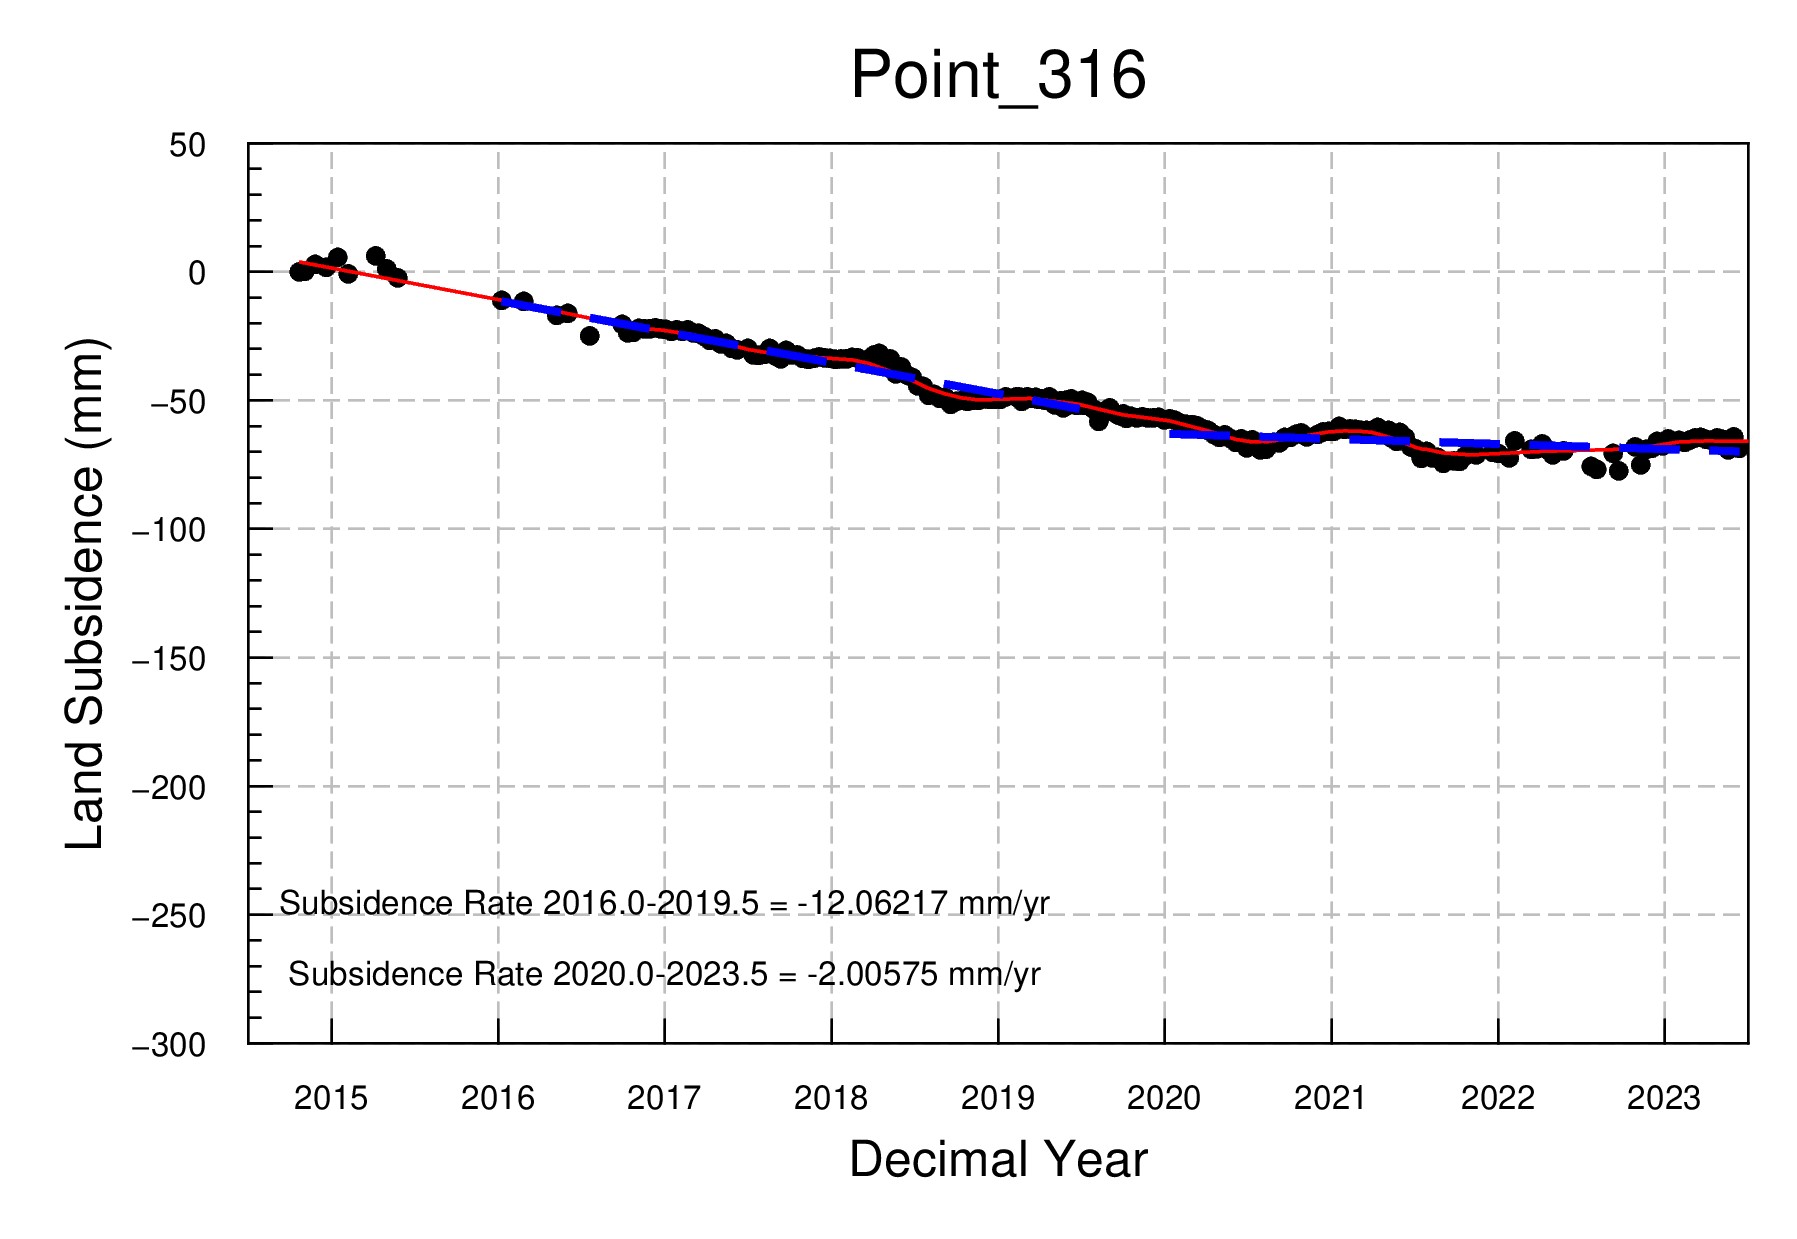 Point_316
50
0
−50
−100
−150
−200
−250
−300
Land Subsidence (mm)
Subsidence Rate 2016.0-2019.5 = -12.06217 mm/yr
Subsidence Rate 2020.0-2023.5 = -2.00575 mm/yr
2015 2016 2017 2018 2019 2020 2021 2022 2023
Decimal Year